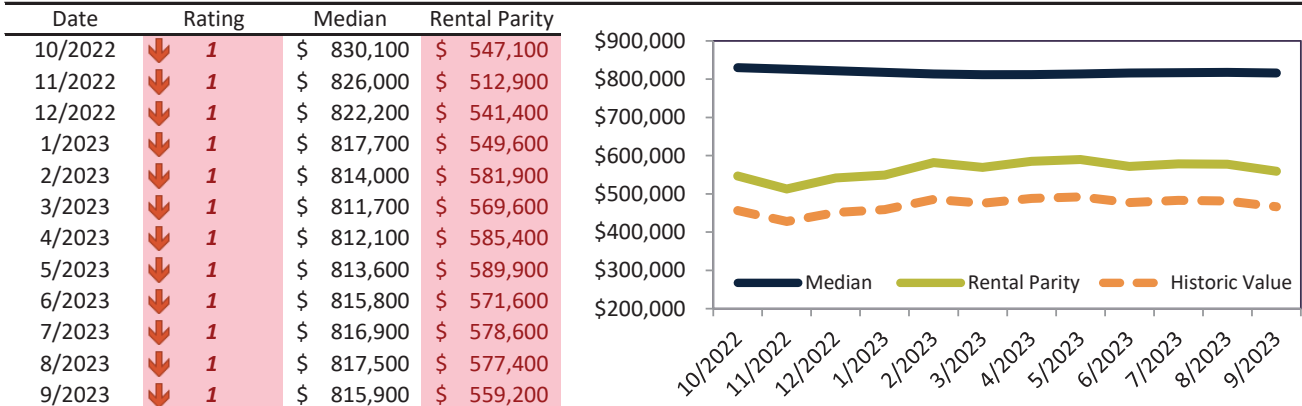 Date Rating Median Rental Parity
10/2022 1 $ 830,100 $ 547,100
11/2022 1 $ 826,000 $ 512,900
12/2022 1 $ 822,200 $ 541,400
1/2023 1 $ 817,700 $ 549,600
2/2023 1 $ 814,000 $ 581,900
3/2023 1 $ 811,700 $ 569,600
4/2023 1 $ 812,100 $ 585,400
5/2023 1 $ 813,600 $ 589,900
6/2023 1 $ 815,800 $ 571,600
7/2023 1 $ 816,900 $ 578,600
8/2023 1 $ 817,500 $ 577,400
9/2023 1 $ 815,900 $ 559,200
$900,000
$800,000
$700,000
$600,000
$500,000
$400,000
$300,000
$200,000
Median Rental Parity Historic Value
10/2022 11/2022 12/2022 1/2023 2/2023 3/2023 4/2023 5/2023 6/2023 7/2023 8/2023 9/2023